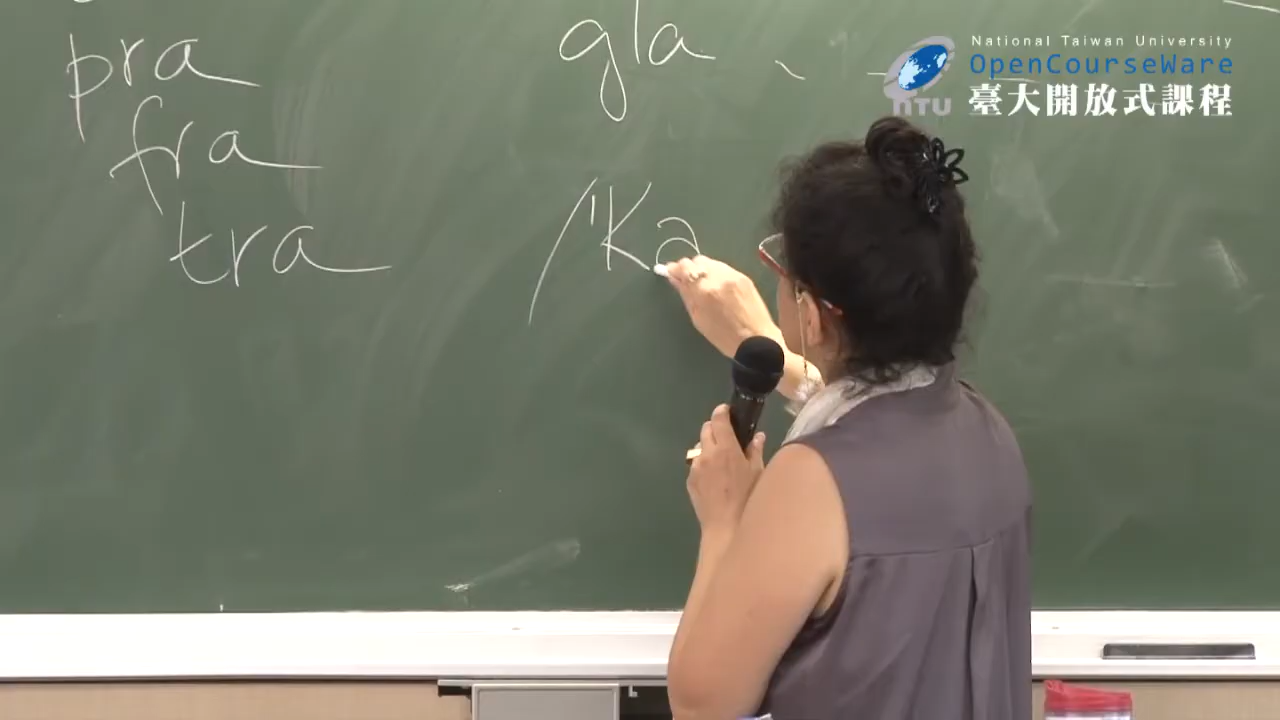 pra
fra
tra
gla
/'Ka
National Taiwan University
OpenCourseWare
NTU
臺大開放式課程